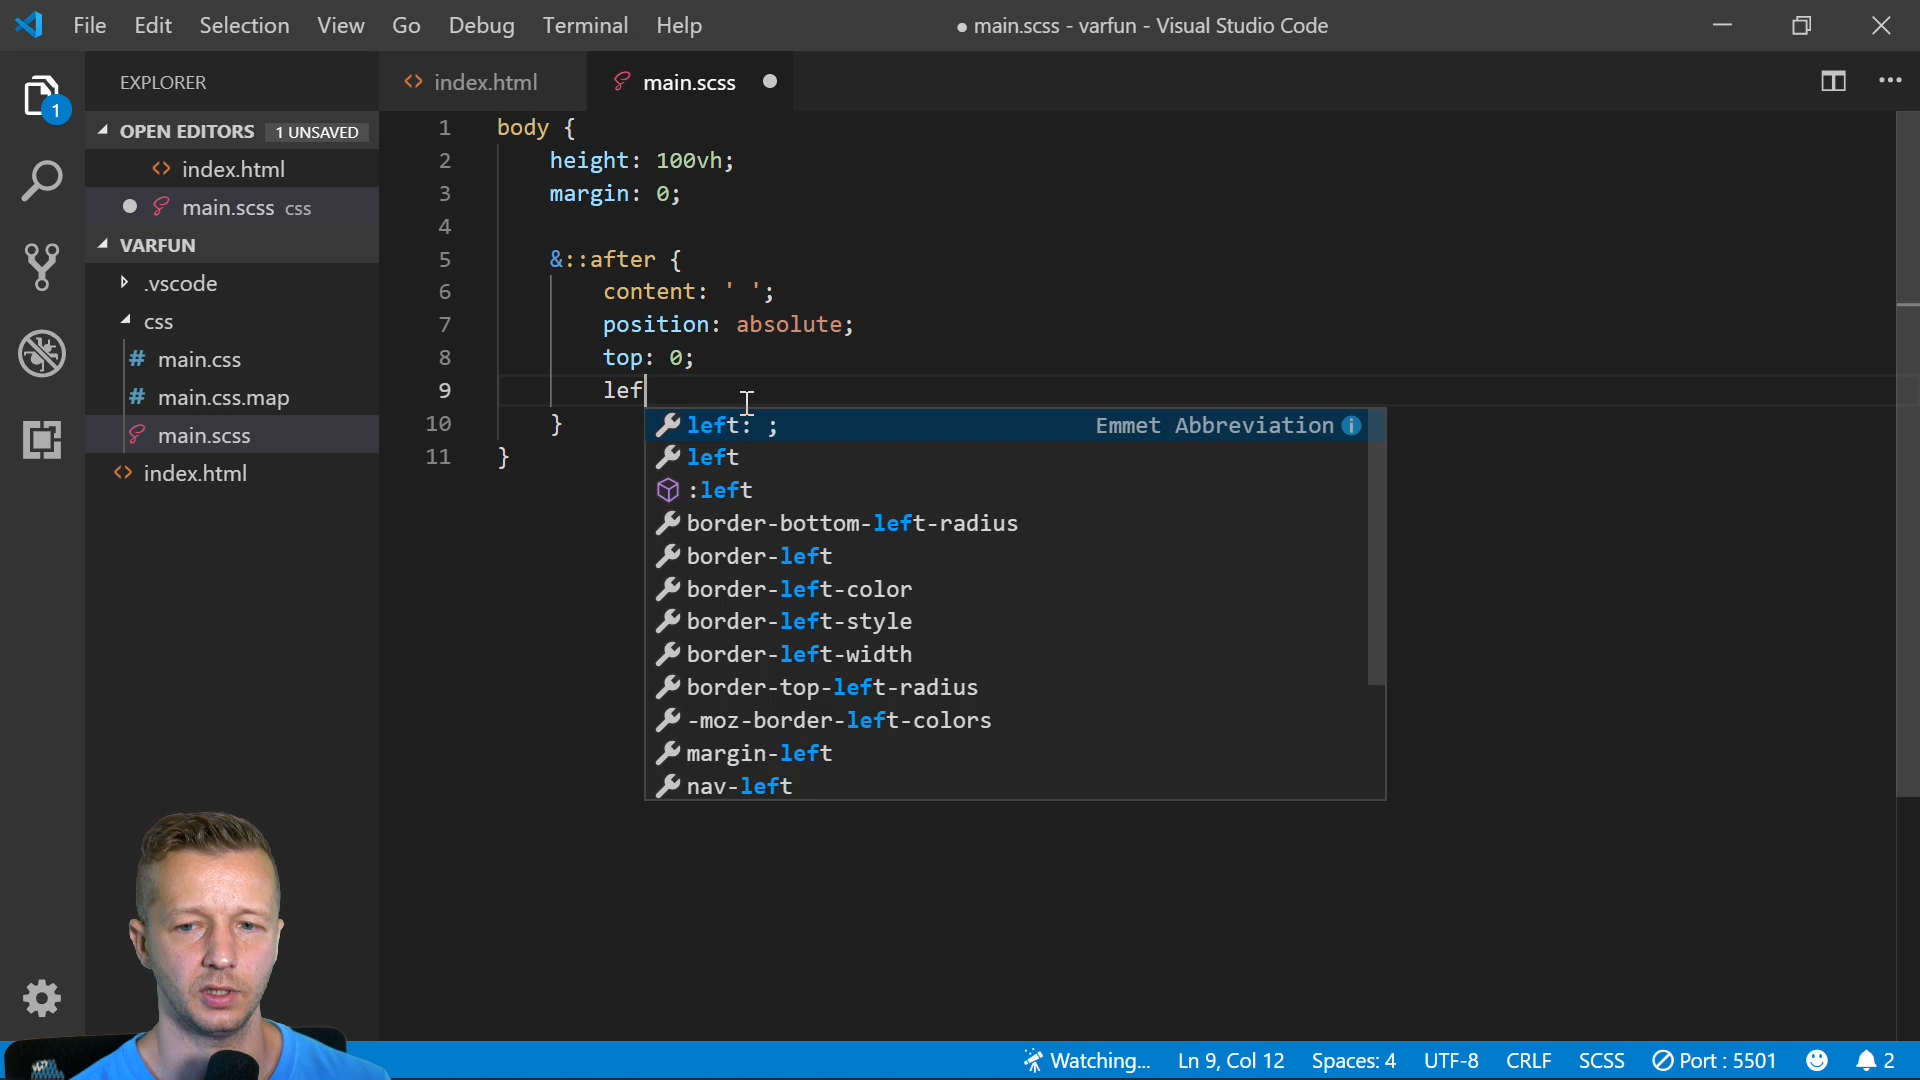 File Edit Selection View Go Debug Terminal Help
● main.scss - varfun - Visual Studio Code
EXPLORER
index.html
main.scss
1
OPEN EDITORS 1 UNSAVED
index.html
main.scss css
VARFUN
.vscode
css
# main.css
# main.css.map
main.scss
index.html
1 body {
2 height: 100vh;
3 margin: 0;
4
5 &::after {
6 content: ' ';
7 position: absolute;
8 top: 0;
9 lef
10 }
11 }
left: ; Emmet Abbreviation
left
:left
border-bottom-left-radius
border-left
border-left-color
border-left-style
border-left-width
border-top-left-radius
-moz-border-left-colors
margin-left
nav-left
Watching... Ln 9, Col 12 Spaces: 4 UTF-8 CRLF SCSS Port : 5501 2